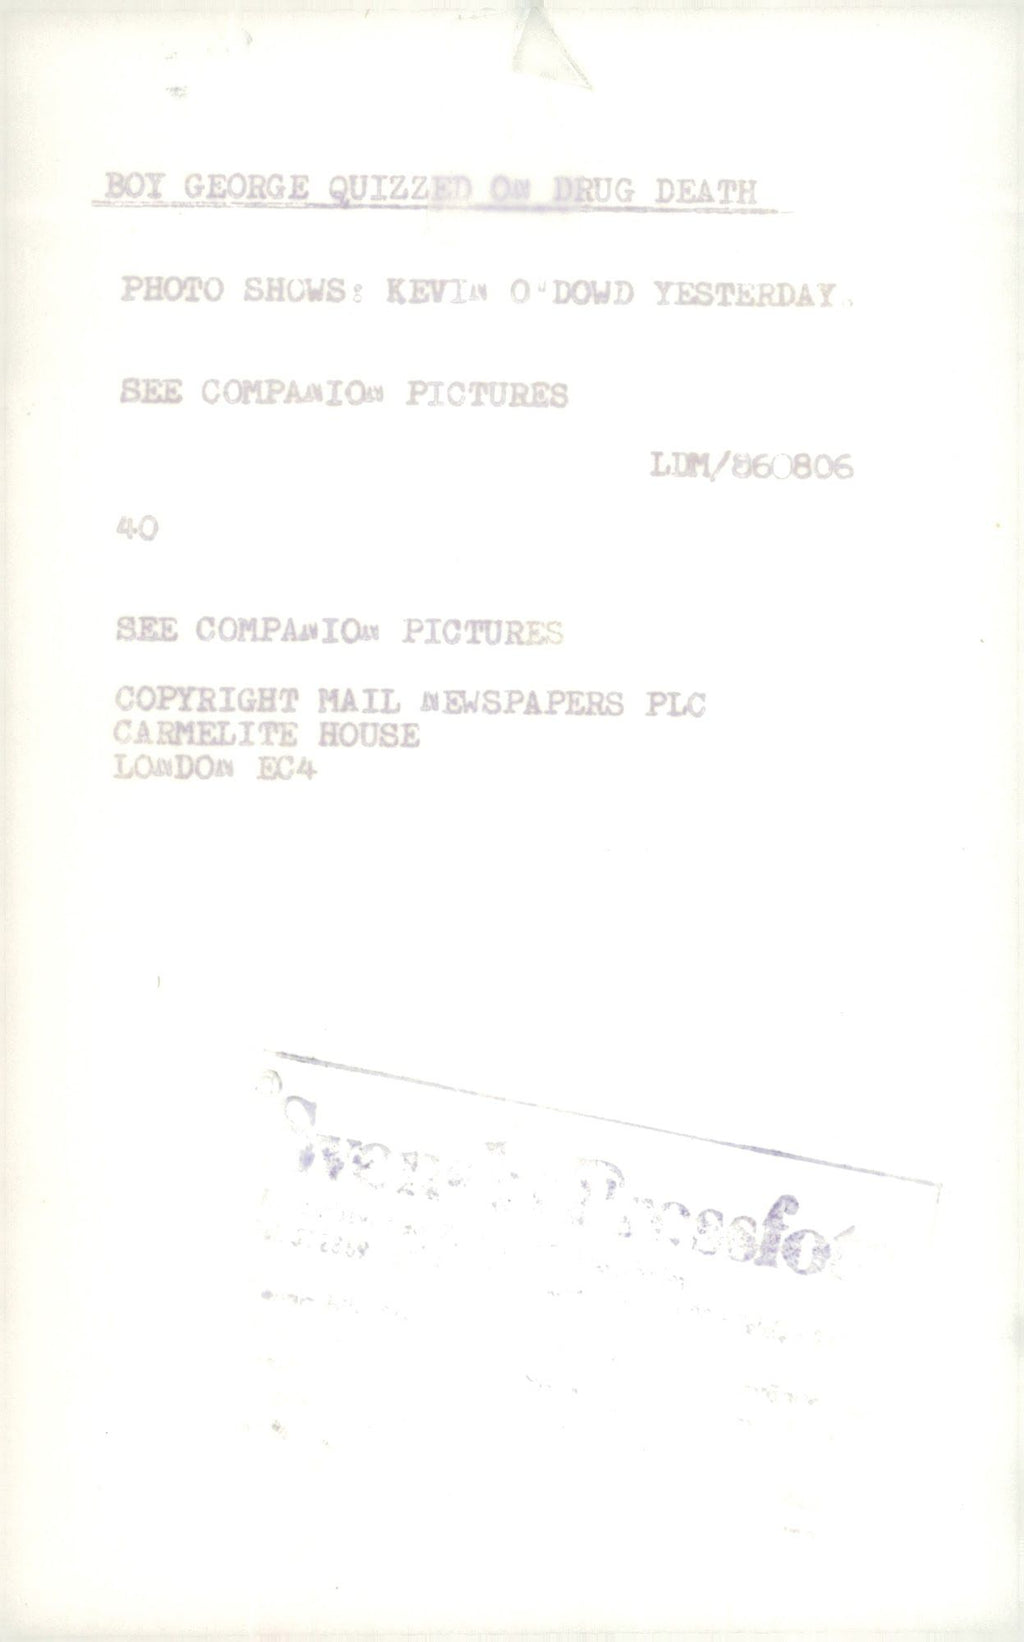 BOY GEORGE QUIZZED ON DRUG DEATH
PHOTO SHOWS: KEVIN O'DOWD YESTERDAY.
SEE COMPANION PICTURES
LDM/860806
40
SEE COMPANION PICTURES
COPYRIGHT MAIL NEWSPAPERS PLC
CARMELITE HOUSE
LONDON EC4